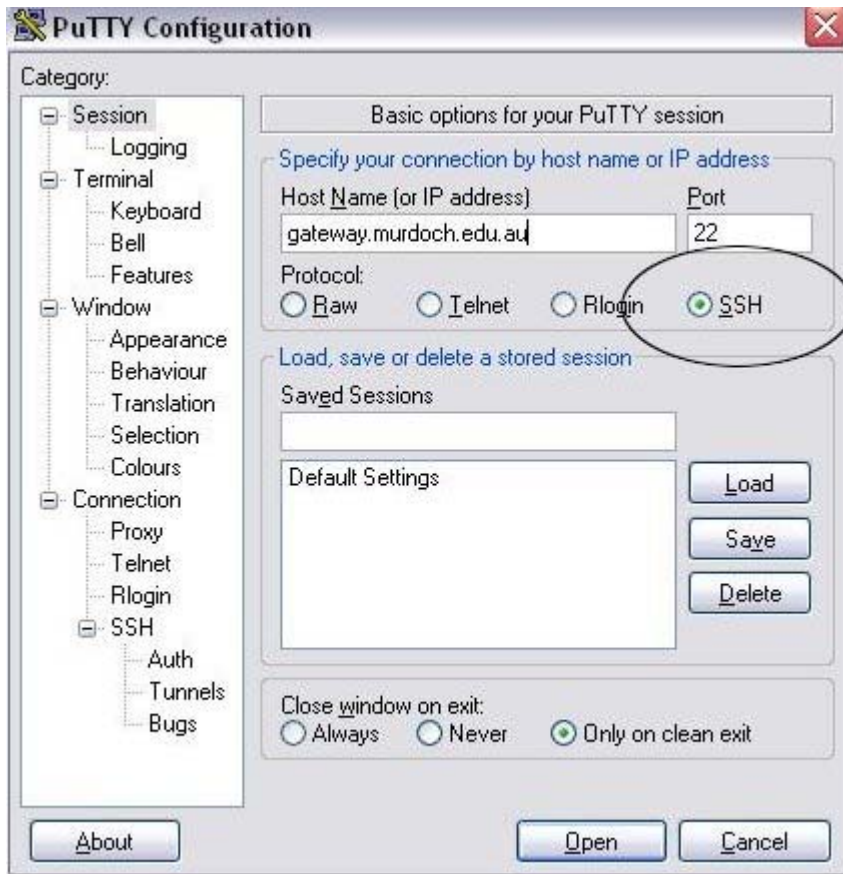 PuTTY Configuration
Category:
Session
Logging
Terminal
Keyboard
Bell
Features
Window
Appearance
Behaviour
Translation
Selection
Colours
Connection
Proxy
Telnet
Rlogin
SSH
Auth
Tunnels
Bugs
Basic options for your PuTTY session
Specify your connection by host name or IP address
Host Name (or IP address) Port
gateway.murdoch.edu.au 22
Protocol:
Raw Telnet Rlogin SSH
Load, save or delete a stored session
Saved Sessions
Default Settings
Load
Save
Delete
Close window on exit:
Always Never Only on clean exit
About Open Cancel